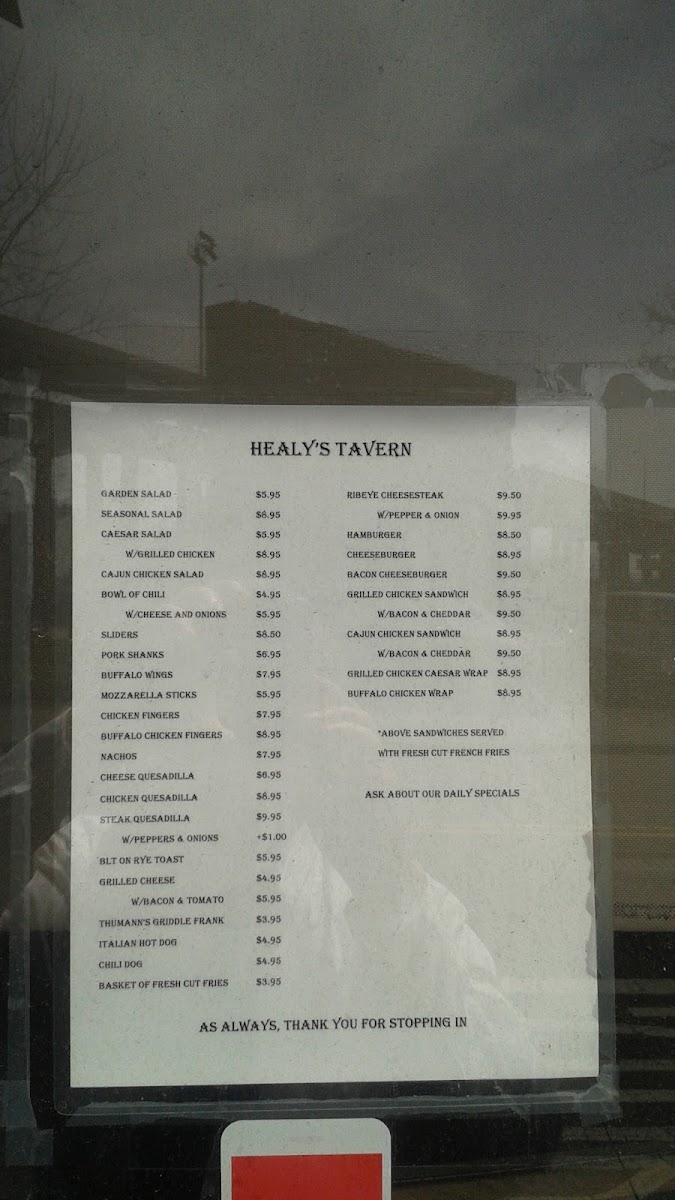 HEALY'S TAVERN
GARDEN SALAD $5.95
SEASONAL SALAD $8.95
CAESAR SALAD $5.95
W/GRILLED CHICKEN $8.95
CAJUN CHICKEN SALAD $8.95
BOWL OF CHILI $4.95
W/CHEESE AND ONIONS $5.95
SLIDERS $8.50
PORK SHANKS $6.95
BUFFALO WINGS $7.95
MOZZARELLA STICKS $5.95
CHICKEN FINGERS $7.95
BUFFALO CHICKEN FINGERS $8.95
NACHOS $7.95
CHEESE QUESADILLA $6.95
CHICKEN QUESADILLA $8.95
STEAK QUESADILLA $9.95
W/PEPPERS & ONIONS +$1.00
BLT ON RYE TOAST $5.95
GRILLED CHEESE $4.95
W/BACON & TOMATO $5.95
THUMANN'S GRIDDLE FRANK $3.95
ITALIAN HOT DOG $4.95
CHILI DOG $4.95
BASKET OF FRESH CUT FRIES $3.95
RIBEYE CHEESESTEAK $9.50
W/PEPPER & ONION $9.95
HAMBURGER $8.50
CHEESEBURGER $8.95
BACON CHEESEBURGER $9.50
GRILLED CHICKEN SANDWICH $8.95
W/BACON & CHEDDAR $9.50
CAJUN CHICKEN SANDWICH $8.95
W/BACON & CHEDDAR $9.50
GRILLED CHICKEN CAESAR WRAP $8.95
BUFFALO CHICKEN WRAP $8.95
*ABOVE SANDWICHES SERVED
WITH FRESH CUT FRENCH FRIES
ASK ABOUT OUR DAILY SPECIALS
AS ALWAYS, THANK YOU FOR STOPPING IN